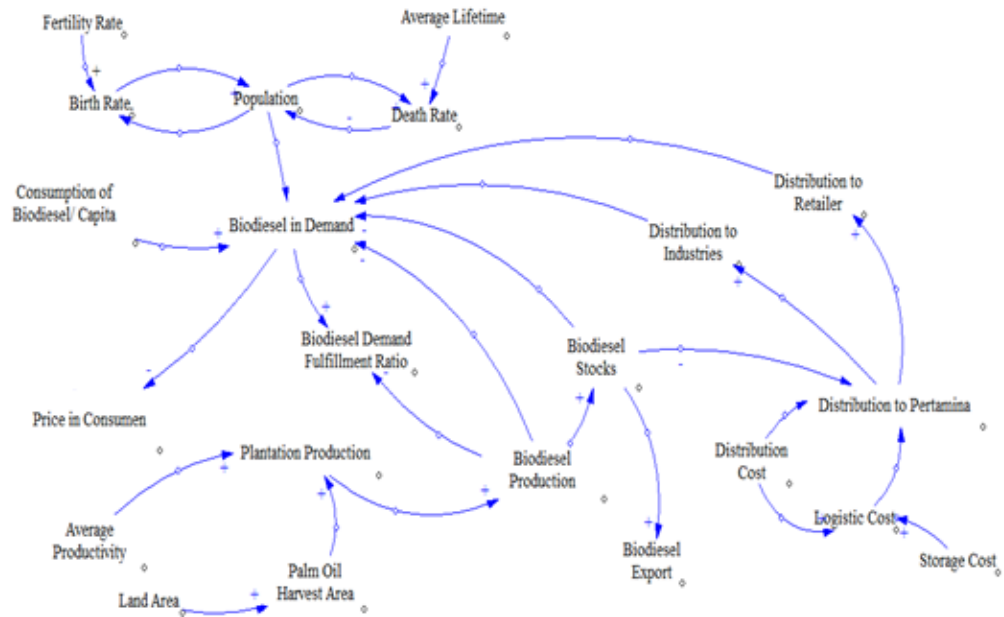 Fertility Rate
Average Lifetime
+
+
Birth Rate
+
Population
-
+
Death Rate
Consumption of
Biodiesel/ Capita
Distribution to
Retailer
+
Biodiesel in Demand
-
-
Distribution to
Industries
+
+
+
Biodiesel Demand
Fulfillment Ratio
-
Biodiesel
Stocks
-
-
Price in Consumen
+
Distribution to Pertamina
Plantation Production
+
Biodiesel
Production
+
Distribution
Cost
+
Average
Productivity
Logistic Cost
+
+
Biodiesel
Export
Storage Cost
Land Area
+
Palm Oil
Harvest Area